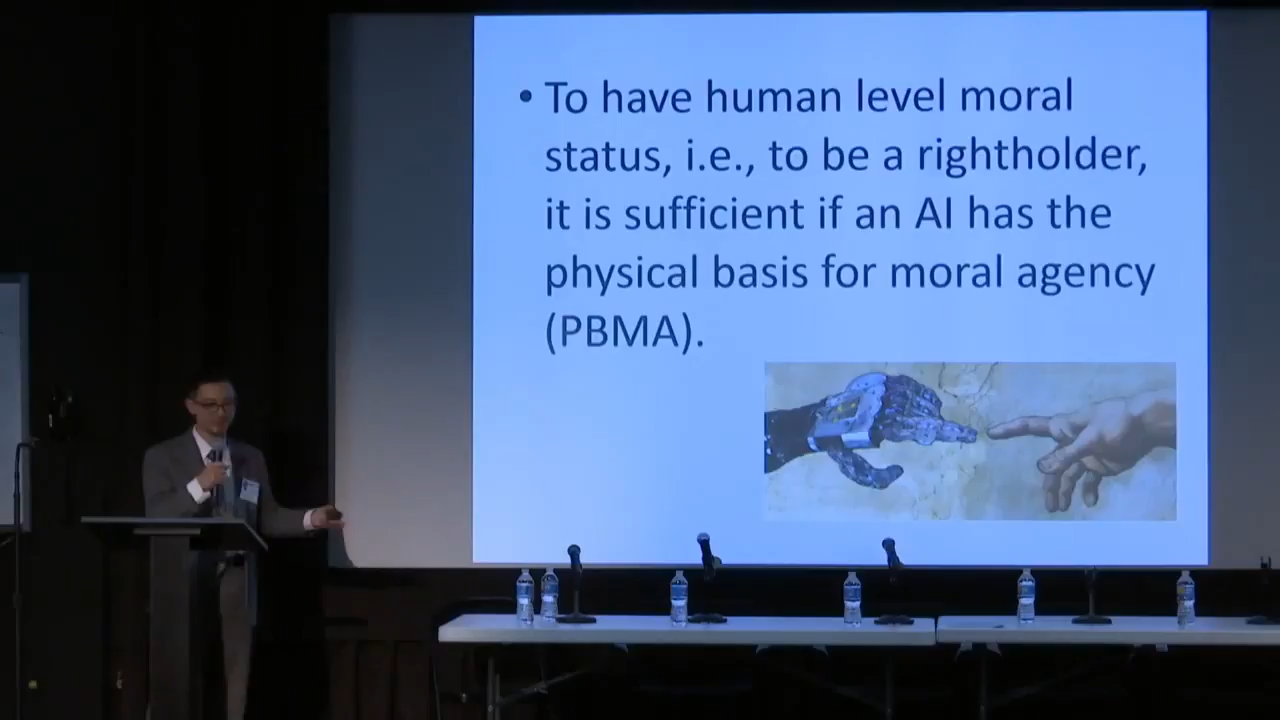 • To have human level moral
status, i.e., to be a rightholder,
it is sufficient if an AI has the
physical basis for moral agency
(PBMA).